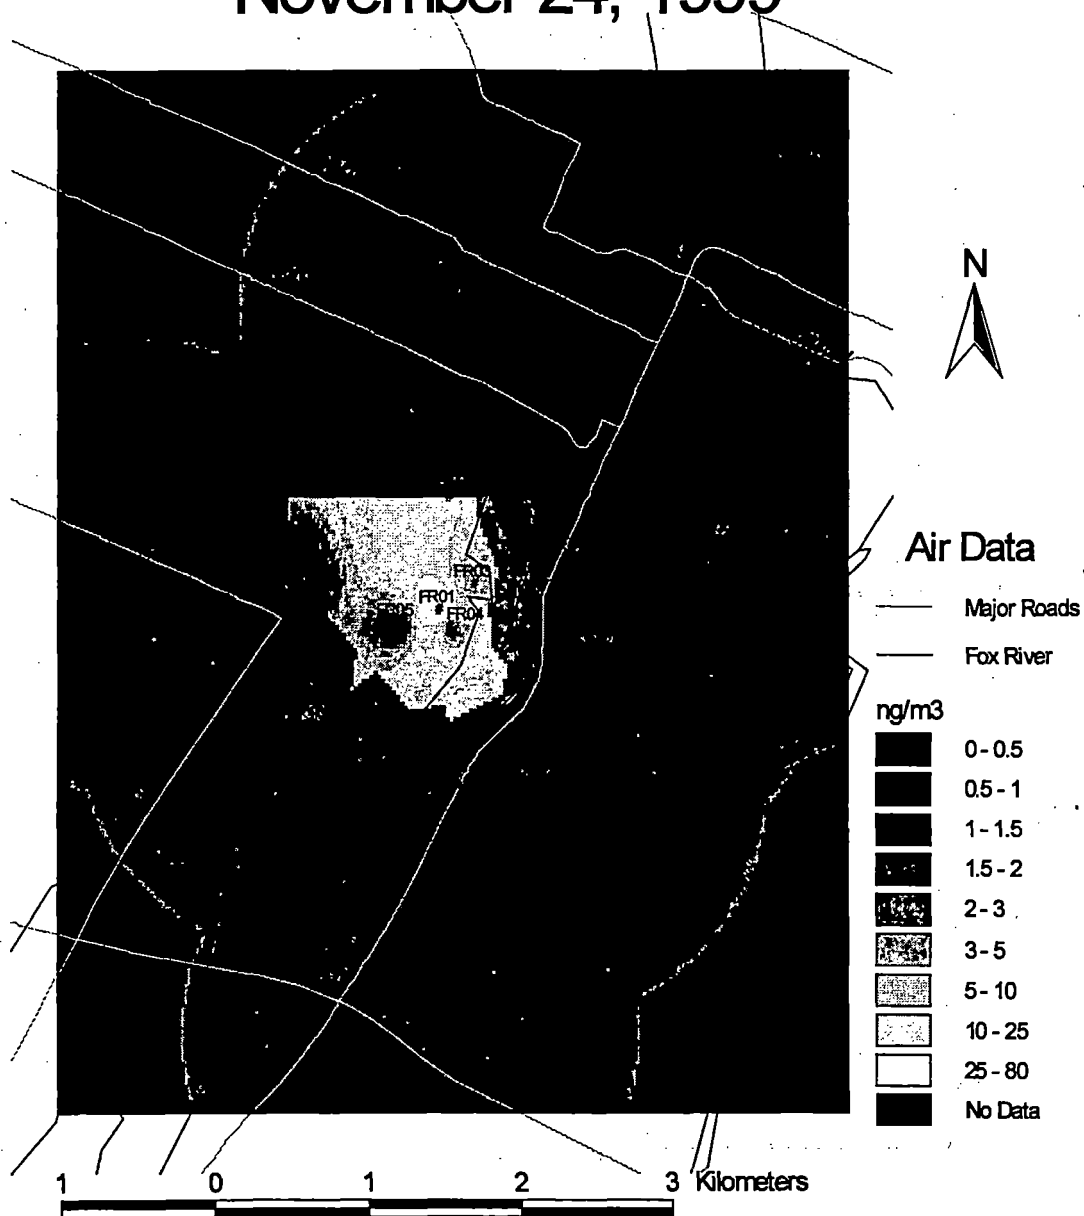 November 24, 1999
N
FR03
FR01
FR05
FR04
Air Data
Major Roads
Fox River
ng/m3
0 - 0.5
0.5 - 1
1 - 1.5
1.5 - 2
2 - 3
3 - 5
5 - 10
10 - 25
25 - 80
No Data
1 0 1 2 3 Kilometers